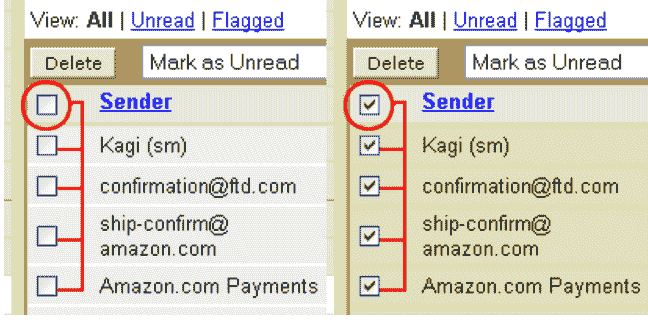 View: All | Unread | Flagged
Delete Mark as Unread
Sender
Kagi (sm)
confirmation@ftd.com
ship-confirm@
amazon.com
Amazon.com Payments
View: All | Unread | Flagged
Delete Mark as Unread
Sender
Kagi (sm)
confirmation@ftd.com
ship-confirm@
amazon.com
Amazon.com Payments